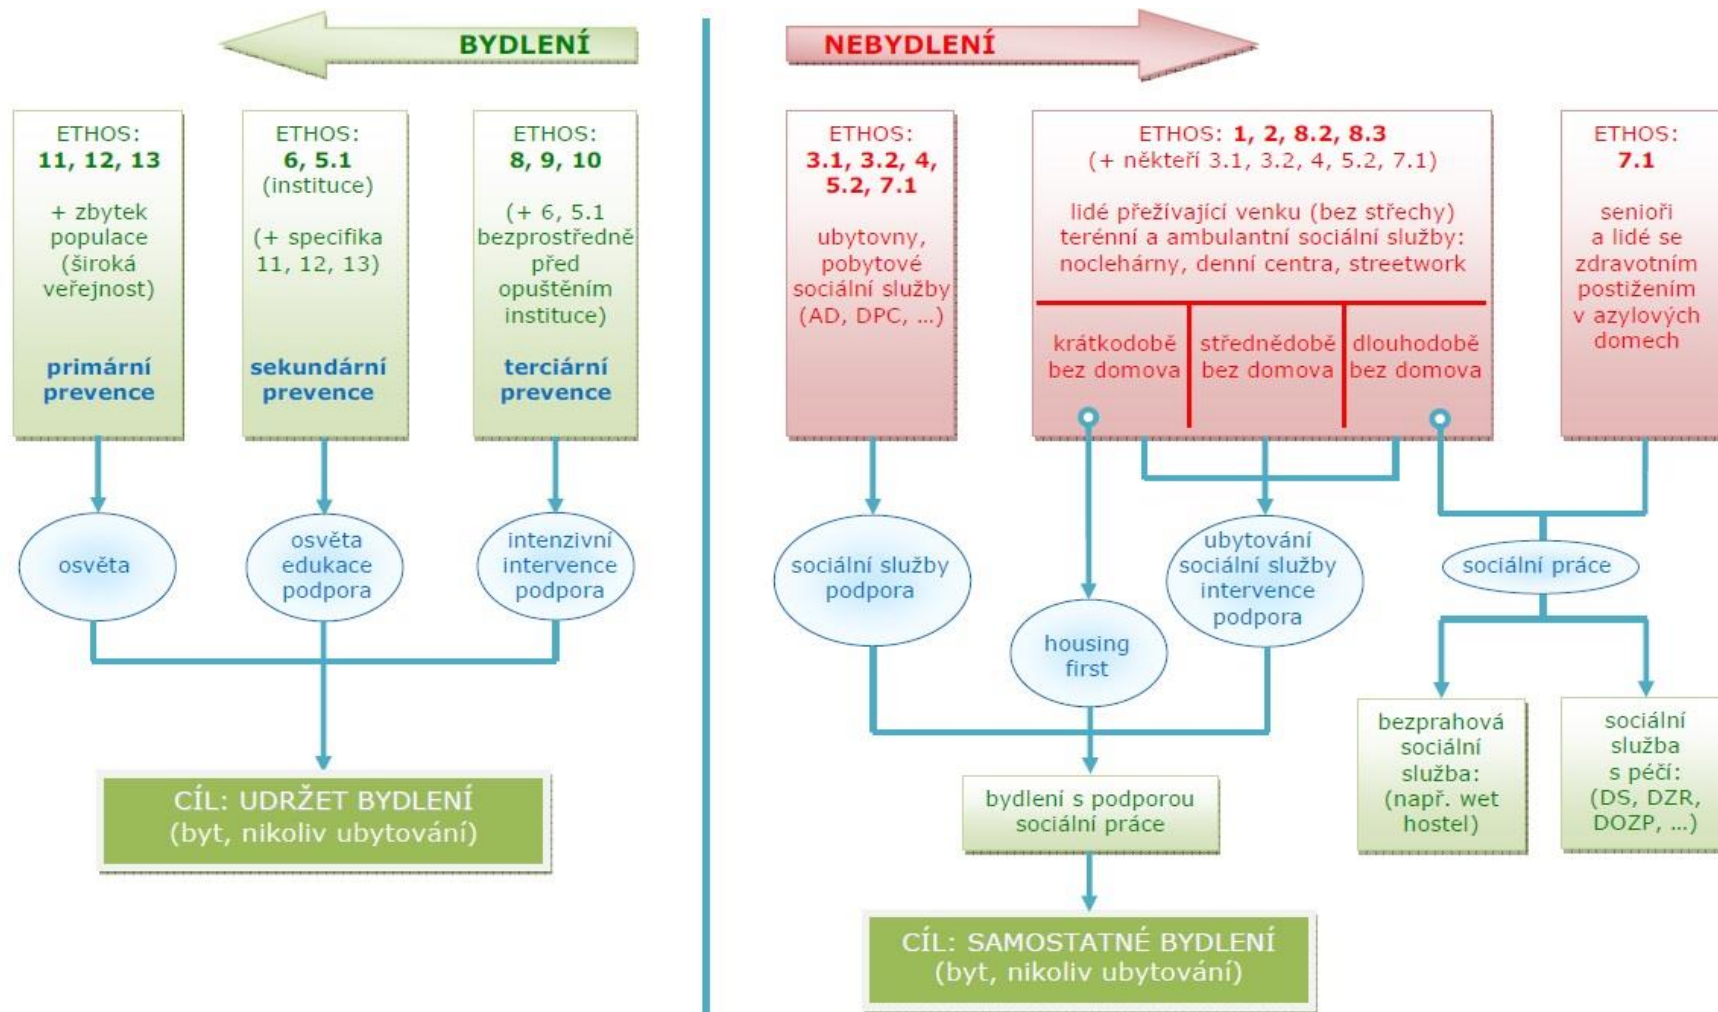 BYDLENÍ
NEBYDLENÍ
ETHOS:
11, 12, 13
+ zbytek
populace
(široká
veřejnost)
primární
prevence
ETHOS:
6, 5.1
(instituce)
(+ specifika
11, 12, 13)
sekundární
prevence
ETHOS:
8, 9, 10
(+ 6, 5.1
bezprostředně
před
opuštěním
instituce)
terciární
prevence
ETHOS:
3.1, 3.2, 4,
5.2, 7.1
ubytovny,
pobytové
sociální služby
(AD, DPC, …)
ETHOS: 1, 2, 8.2, 8.3
(+ někteří 3.1, 3.2, 4, 5.2, 7.1)
lidé přežívající venku (bez střechy)
terénní a ambulantní sociální služby:
noclehárny, denní centra, streetwork
krátkodobě
bez domova
střednědobě
bez domova
dlouhodobě
bez domova
ETHOS:
7.1
senioři
a lidé se
zdravotním
postižením
v azylových
domech
osvěta
osvěta
edukace
podpora
intenzivní
intervence
podpora
sociální služby
podpora
housing
first
ubytování
sociální služby
intervence
podpora
sociální práce
CÍL: UDRŽET BYDLENÍ
(byt, nikoliv ubytování)
bydlení s podporou
sociální práce
bezprahová
sociální
služba:
(např. wet
hostel)
sociální
služba
s péčí:
(DS, DZR,
DOZP, …)
CÍL: SAMOSTATNÉ BYDLENÍ
(byt, nikoliv ubytování)